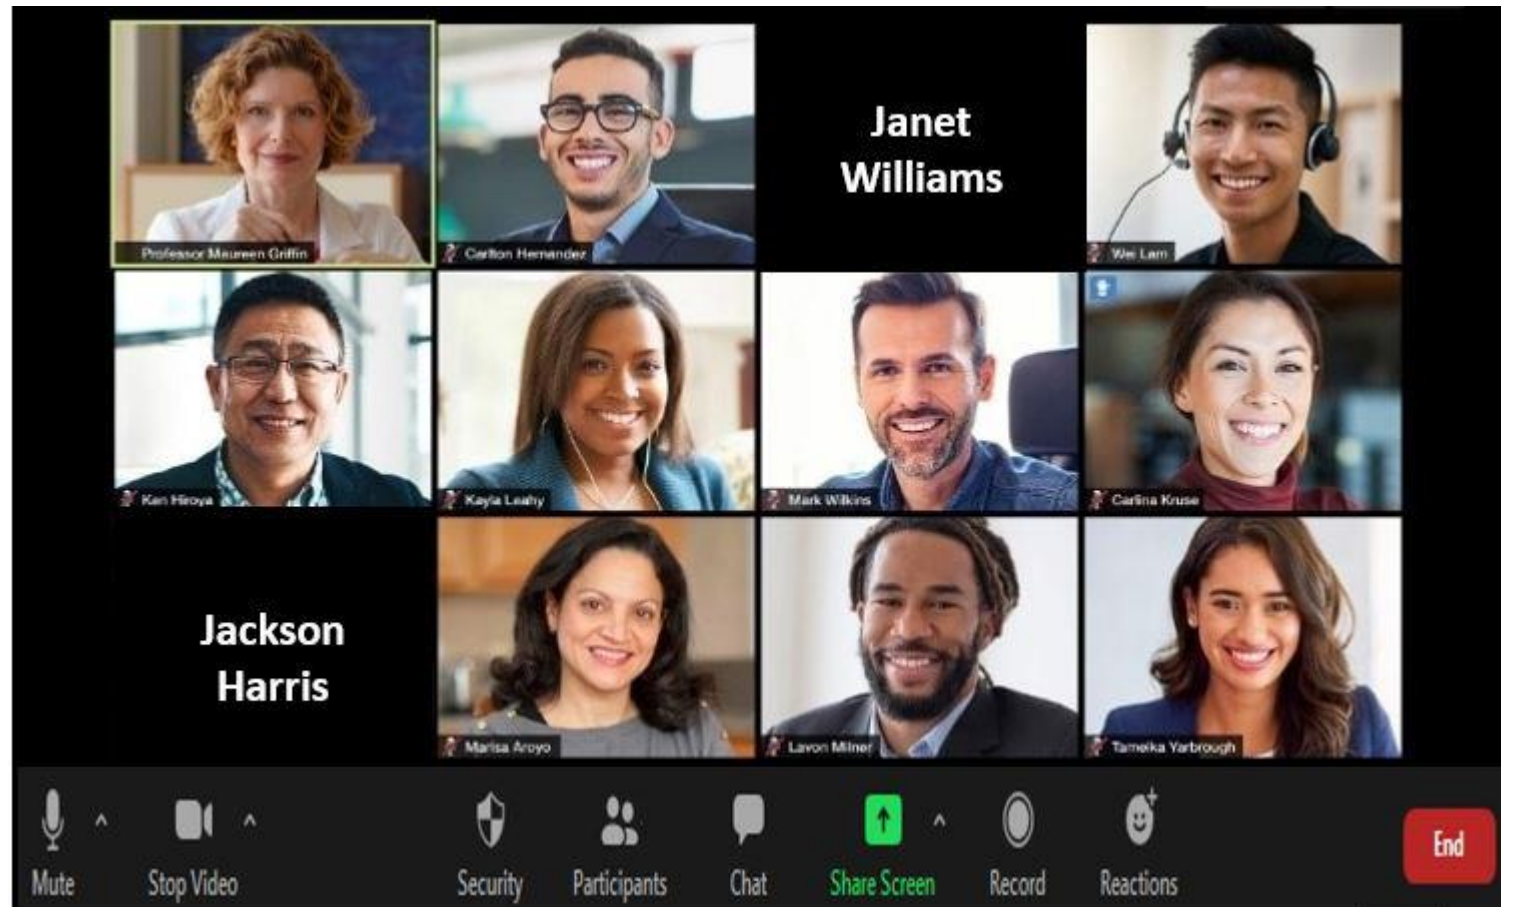 Professor Maureen Griffin
Carlton Hernandez
Janet
Williams
Wei Lam
Ken Hiroya
Kayla Leahy
Mark Wilkins
Carlina Kruse
Jackson
Harris
Marisa Aroyo
Lavon Milner
Tameika Yarbrough
Mute
Stop Video
Security
Participants
Chat
Share Screen
Record
Reactions
End